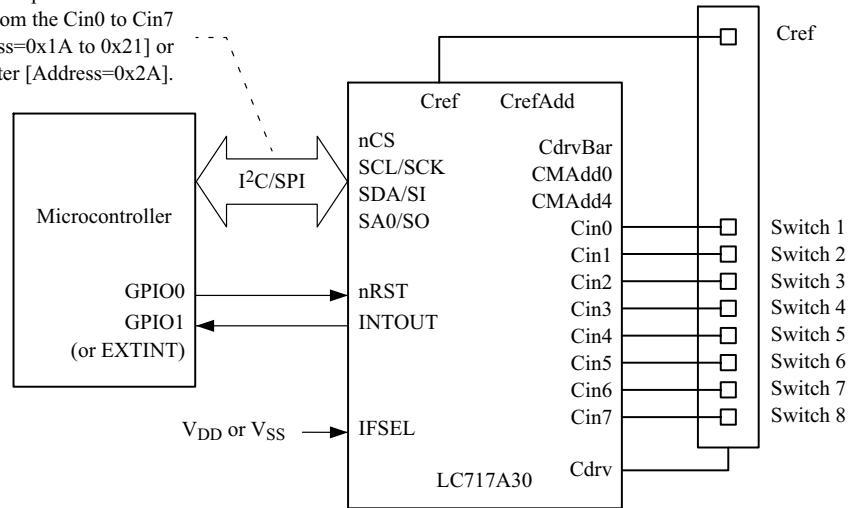 from the Cin0 to Cin7
ss=0x1A to 0x21] or
ter [Address=0x2A].
Cref
Cref CrefAdd
nCS
SCL/SCK
SDA/SI
SA0/SO
I²C/SPI
CdrvBar
CMAdd0
CMAdd4
Microcontroller
Cin0 Switch 1
Cin1 Switch 2
Cin2 Switch 3
Cin3 Switch 4
Cin4 Switch 5
Cin5 Switch 6
Cin6 Switch 7
Cin7 Switch 8
GPIO0 nRST
GPIO1 INTOUT
(or EXTINT)
VDD or VSS IFSEL
Cdrv
LC717A30